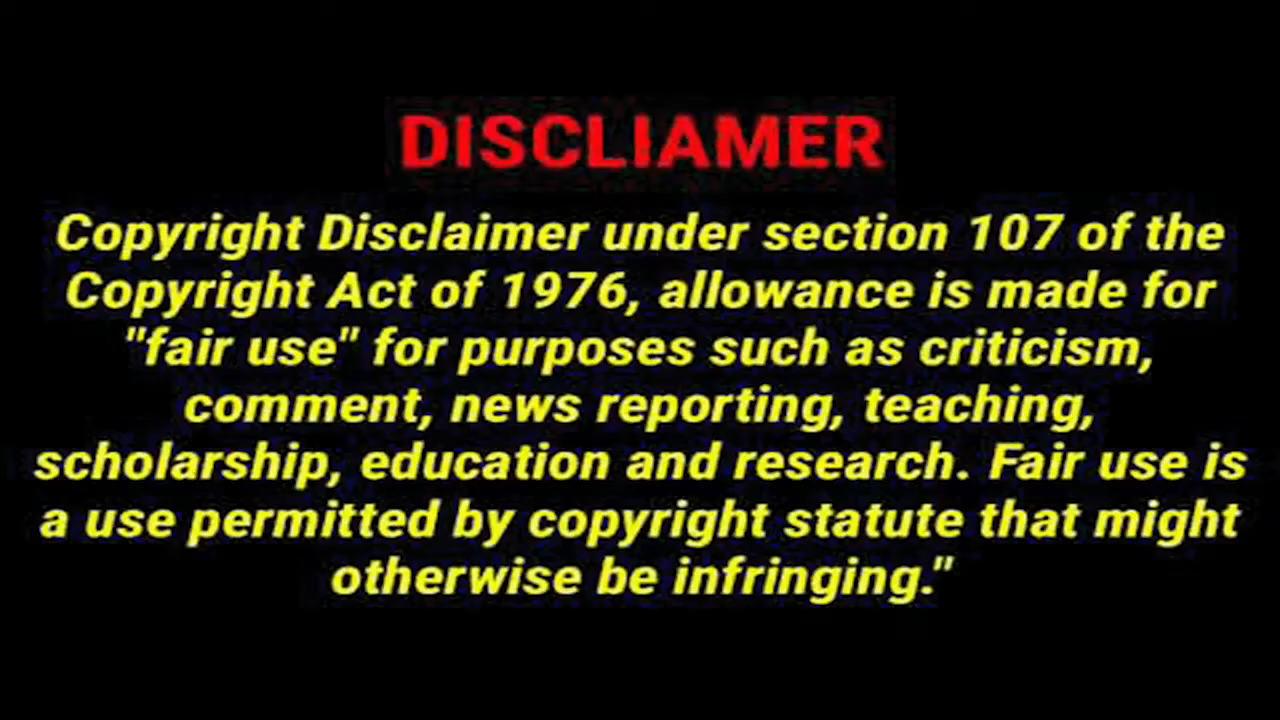 DISCLIAMER
Copyright Disclaimer under section 107 of the
Copyright Act of 1976, allowance is made for
"fair use" for purposes such as criticism,
comment, news reporting, teaching,
scholarship, education and research. Fair use is
a use permitted by copyright statute that might
otherwise be infringing."